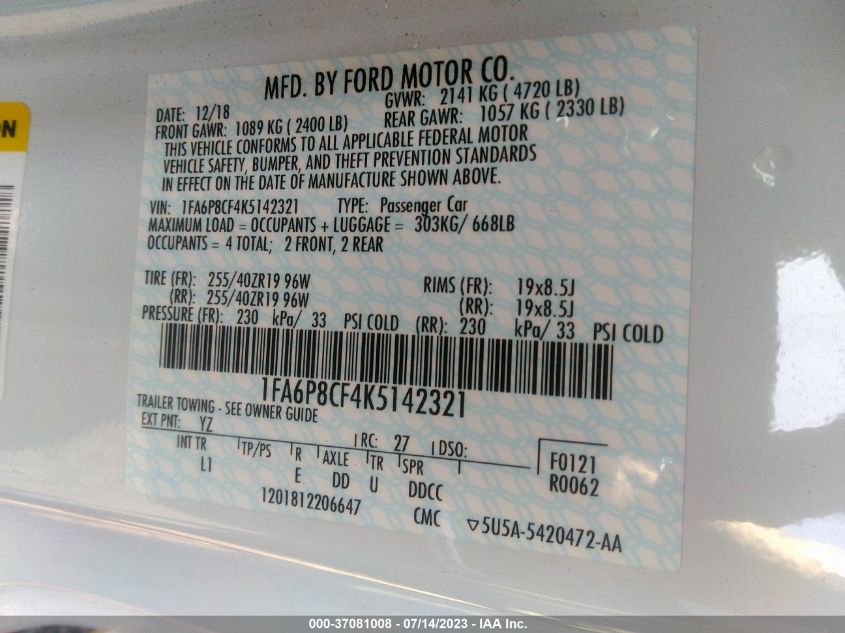 ON
MFD. BY FORD MOTOR CO.
DATE: 12/18 GVWR: 2141 KG ( 4720 LB)
FRONT GAWR: 1089 KG ( 2400 LB) REAR GAWR: 1057 KG ( 2330 LB)
THIS VEHICLE CONFORMS TO ALL APPLICABLE FEDERAL MOTOR
VEHICLE SAFETY, BUMPER, AND THEFT PREVENTION STANDARDS
IN EFFECT ON THE DATE OF MANUFACTURE SHOWN ABOVE.
VIN: 1FA6P8CF4K5142321 TYPE: Passenger Car
MAXIMUM LOAD = OCCUPANTS + LUGGAGE = 303KG/ 668LB
OCCUPANTS = 4 TOTAL; 2 FRONT, 2 REAR
TIRE (FR): 255/40ZR19 96W RIMS (FR): 19x8.5J
(RR): 255/40ZR19 96W (RR): 19x8.5J
PRESSURE (FR): 230 kPa/ 33 PSI COLD (RR): 230 kPa/ 33 PSI COLD
1FA6P8CF4K5142321
TRAILER TOWING - SEE OWNER GUIDE
EXT PNT: YZ RC: 27 DSO:
INT TR TP/PS R AXLE TR SPR F0121
L1 E DD U DDCC R0062
1201812206647 CMC ▽5U5A-5420472-AA
000-37081008 - 07/14/2023 - IAA Inc.